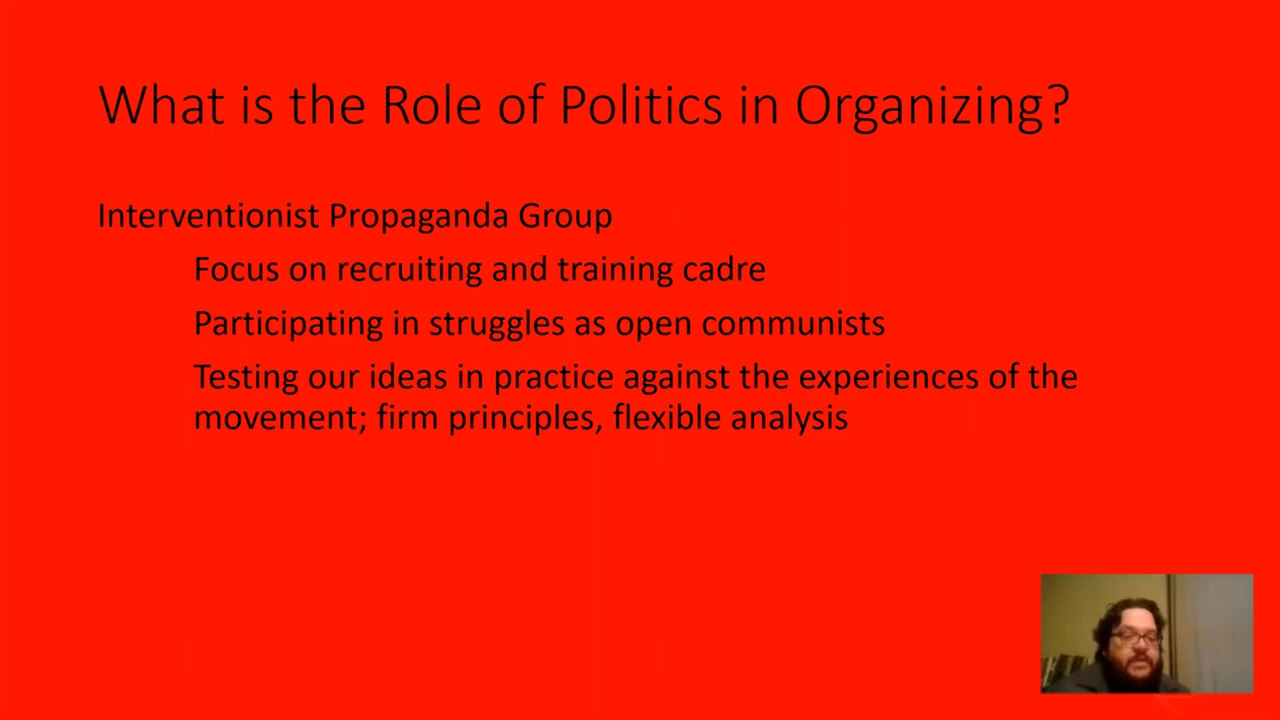 What is the Role of Politics in Organizing?
Interventionist Propaganda Group
Focus on recruiting and training cadre
Participating in struggles as open communists
Testing our ideas in practice against the experiences of the
movement; firm principles, flexible analysis